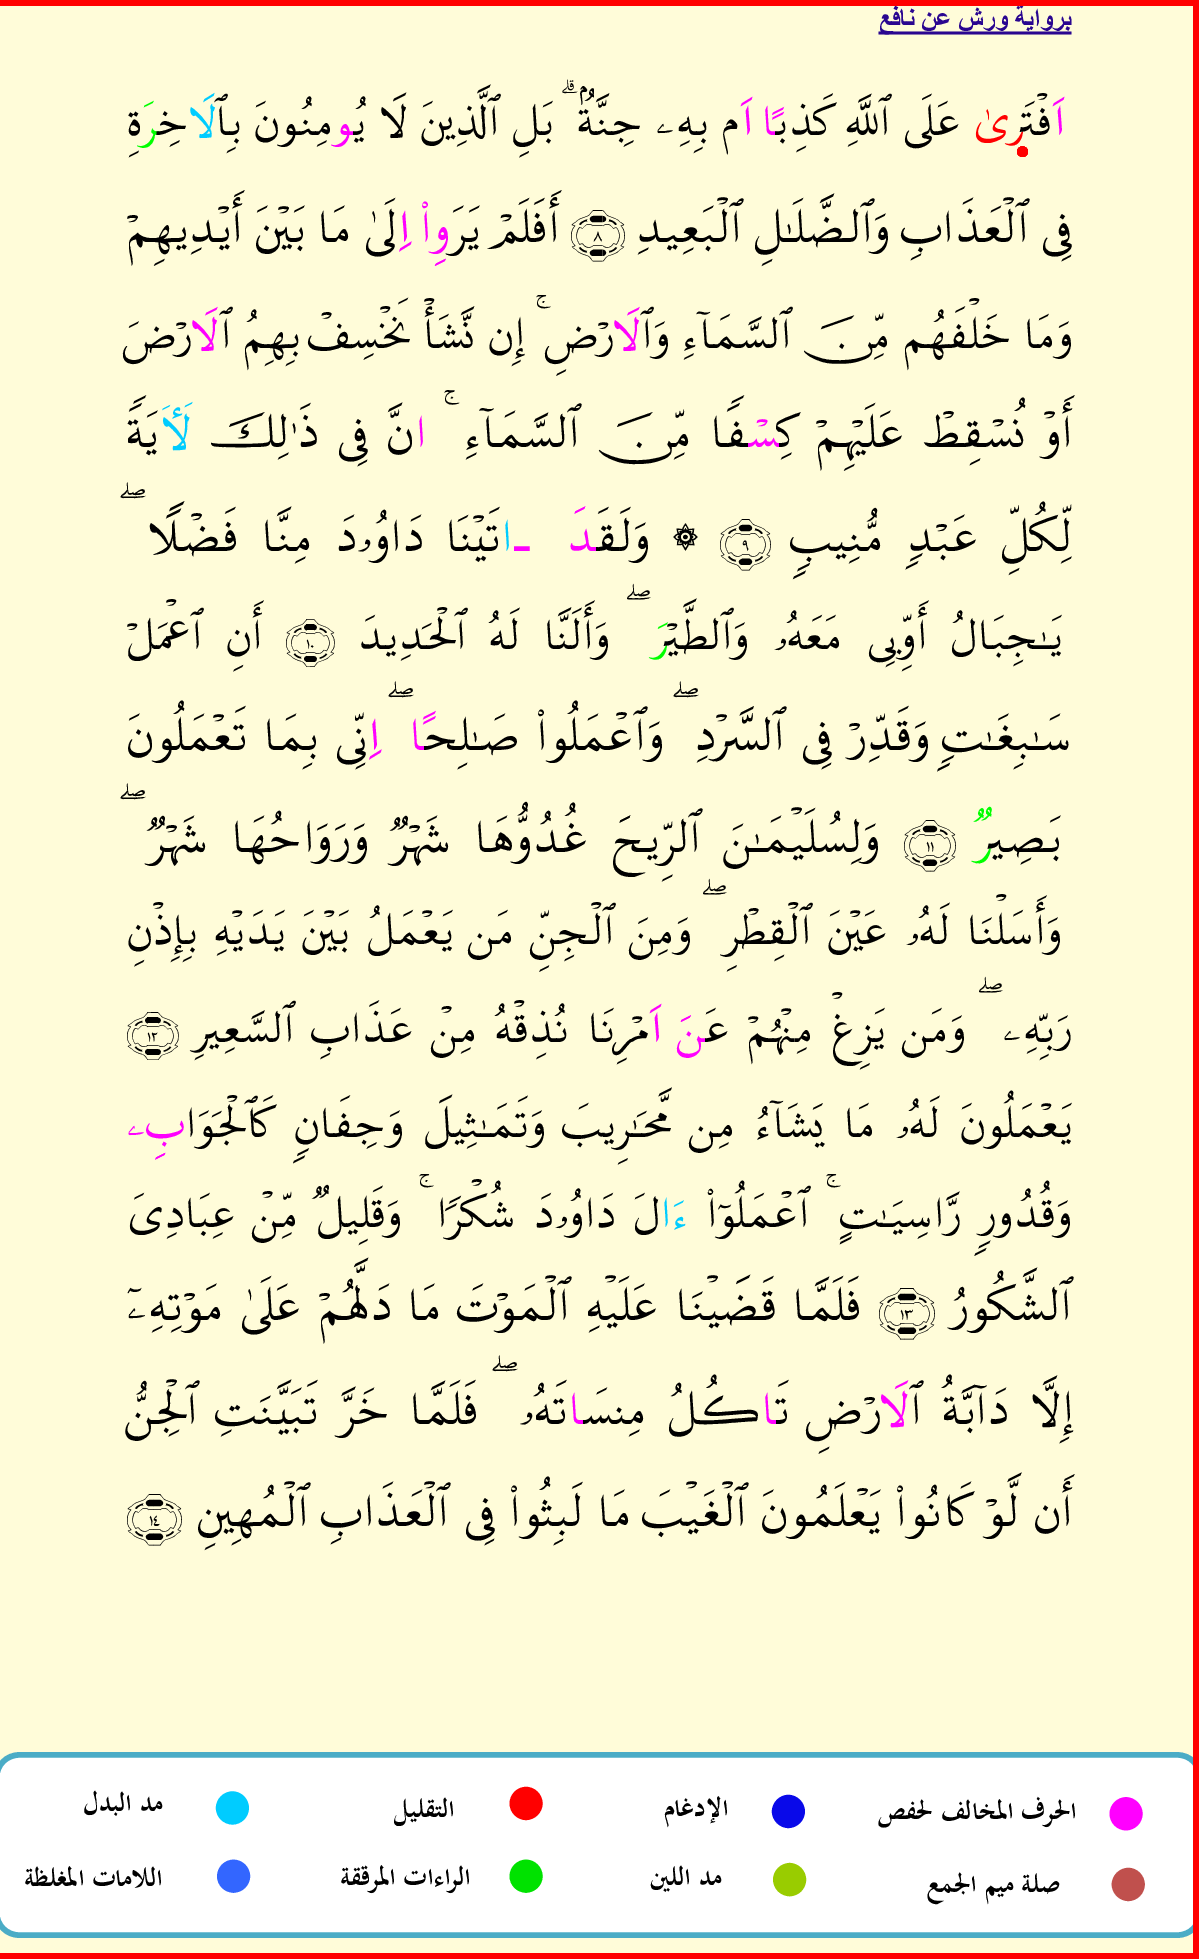 برواية ورش عن نافع
اَفْتَرىٰ عَلَى اَ۬للَّهِ كَذِباً اَم بِهِۦ جِنَّةُۢۖ بَلِ اِ۬لَّذِينَ لَا يُومِنُونَ بِالَاخِرَةِ
فِى اِ۬لْعَذَابِ وَالضَّلَٰلِ اِ۬لْبَعِيدِ ٨ أَفَلَمْ يَرَوِاْ اِلَىٰ مَا بَيْنَ أَيْدِيهِمْ
وَمَا خَلْفَهُم مِّنَ اَ۬لسَّمَآءِ وَالَارْضِۚ إِن نَّشَأْ نَخْسِفْ بِهِمُ اُ۬لَارْضَ
أَوْ نُسْقِطْ عَلَيْهِمْ كِسْفًا مِّنَ اَ۬لسَّمَآءِۚ انَّ فِى ذَٰلِكَ لَأٓيَةً
لِّكُلِّ عَبْدٍ مُّنِيبٍ ٩ ۞ وَلَقَدَ ـاتَيْنَا دَاوُۥدَ مِنَّا فَضْلًاۖ
يَٰجِبَالُ أَوِّبِى مَعَهُۥ وَالطَّيْرَۖ وَأَلَنَّا لَهُ اُ۬لْحَدِيدَ ١٠ أَنِ اِ۪عْمَلْ
سَٰبِغَٰتٍ وَقَدِّرْ فِى اِ۬لسَّرْدِۖ وَاعْمَلُواْ صَٰلِحاًۖ اِنِّى بِمَا تَعْمَلُونَ
بَصِيرٌ ١١ وَلِسُلَيْمَٰنَ اَ۬لرِّيحَ غُدُوُّهَا شَهْرٌ وَرَوَاحُهَا شَهْرٌۖ
وَأَسَلْنَا لَهُۥ عَيْنَ اَ۬لْقِطْرِۖ وَمِنَ اَ۬لْجِنِّ مَن يَعْمَلُ بَيْنَ يَدَيْهِ بِإِذْنِ
رَبِّهِۦۖ وَمَن يَزِغْ مِنْهُمْ عَنَ اَمْرِنَا نُذِقْهُ مِنْ عَذَابِ اِ۬لسَّعِيرِ ١٢
يَعْمَلُونَ لَهُۥ مَا يَشَآءُ مِن مَّحَٰرِيبَ وَتَمَٰثِيلَ وَجِفَانٍ كَالْجَوَابِۦ
وَقُدُورٍ رَّاسِيَٰتٍۚ اِ۪عْمَلُوٓاْ ءَالَ دَاوُۥدَ شُكْرًاۚ وَقَلِيلٌ مِّنْ عِبَادِىَ
اَ۬لشَّكُورُ ١٣ فَلَمَّا قَضَيْنَا عَلَيْهِ اِ۬لْمَوْتَ مَا دَلَّهُمْ عَلَىٰ مَوْتِهِۦٓ
إِلَّا دَآبَّةُ اُ۬لَارْضِ تَاكُلُ مِنسَاتَهُۥۖ فَلَمَّا خَرَّ تَبَيَّنَتِ اِ۬لْجِنُّ
أَن لَّوْ كَانُواْ يَعْلَمُونَ اَ۬لْغَيْبَ مَا لَبِثُواْ فِى اِ۬لْعَذَابِ اِ۬لْمُهِينِ ١٤
الحرف المخالف لحفص الإدغام التقليل مد البدل
صلة ميم الجمع مد اللين الراءات المرققة اللامات المغلظة